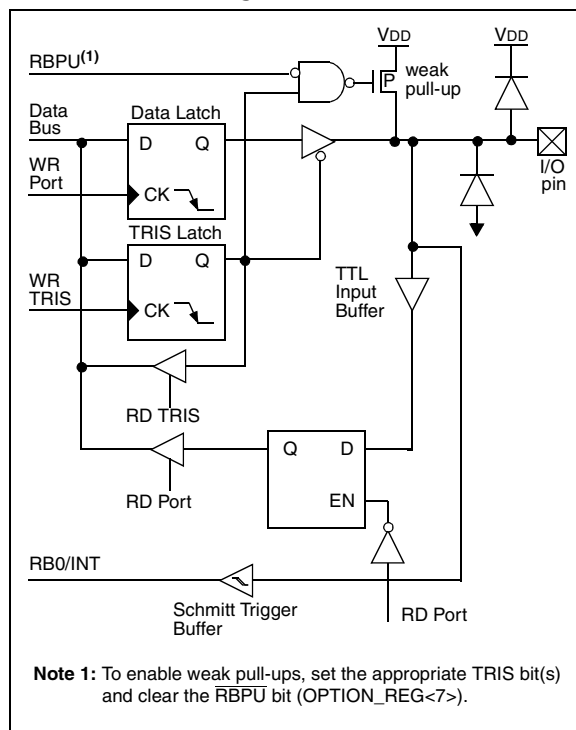 VDD
VDD
RBPU(1)
weak
pull-up
P
Data
Bus
Data Latch
D Q
WR
Port
CK
I/O
pin
TRIS Latch
D Q
WR
TRIS
CK
TTL
Input
Buffer
RD TRIS
Q D
EN
RD Port
RB0/INT
Schmitt Trigger
Buffer
RD Port
Note 1: To enable weak pull-ups, set the appropriate TRIS bit(s)
and clear the R̅B̅P̅U̅ bit (OPTION_REG<7>).